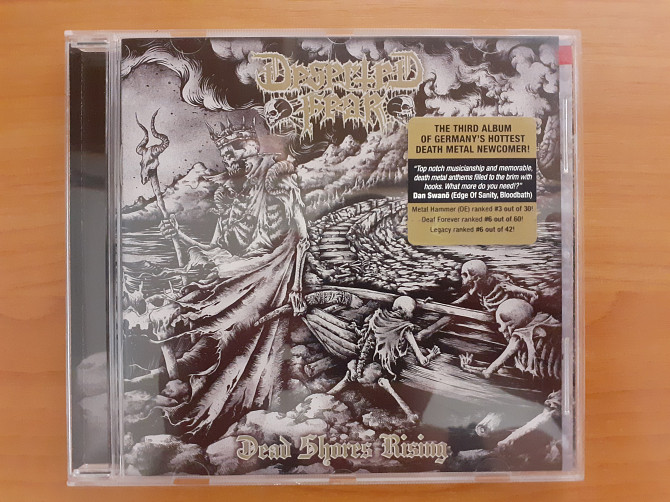 DESERTED
FEAR
THE THIRD ALBUM
OF GERMANY'S HOTTEST
DEATH METAL NEWCOMER!
"Top notch musicianship and memorable,
death metal anthems filled to the brim with
hooks. What more do you need!?"
Dan Swanö (Edge Of Sanity, Bloodbath)
Metal Hammer (DE) ranked #3 out of 30!
Deaf Forever ranked #6 out of 60!
Legacy ranked #6 out of 42!
Dead Shores Rising